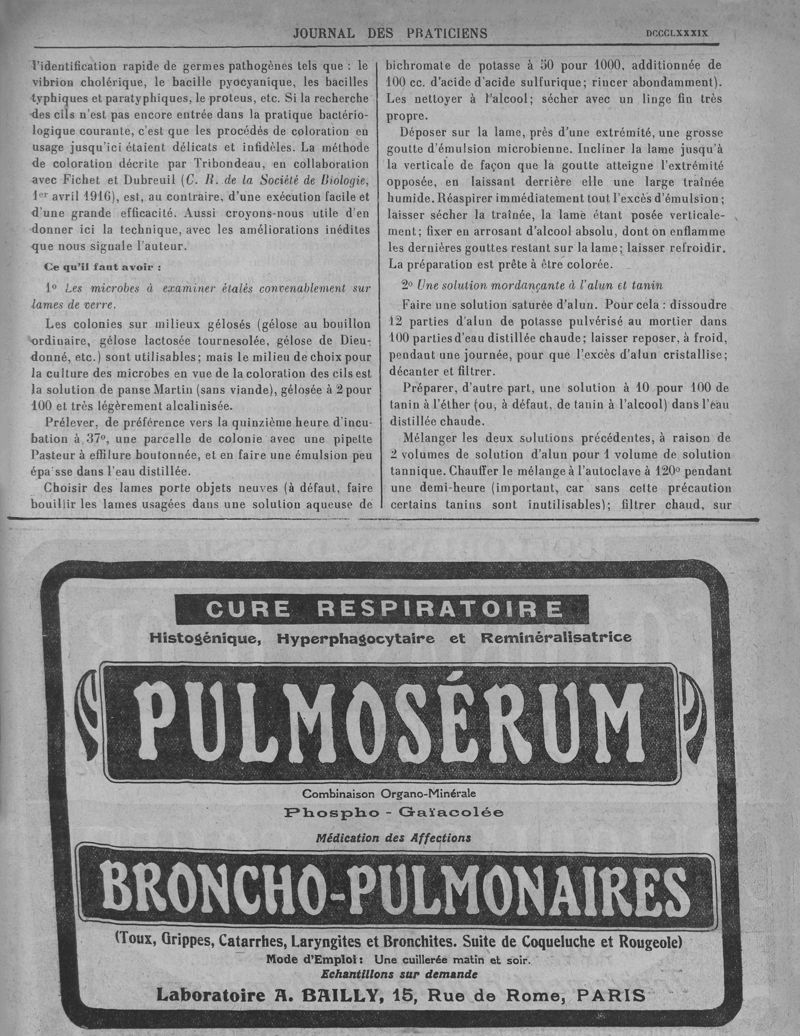 JOURNAL DES PRATICIENS
DCCCLXXXIX
l'identification rapide de germes pathogènes tels que : le
vibrion cholérique, le bacille pyocyanique, les bacilles
typhiques et paratyphiques, le proteus, etc. Si la recherche
des cils n'est pas encore entrée dans la pratique bactério-
logique courante, c'est que les procédés de coloration en
usage jusqu'ici étaient délicats et infidèles. La méthode
de coloration décrite par Tribondeau, en collaboration
avec Fichet et Dubreuil (C. R. de la Société de Biologie,
1er avril 1916), est, au contraire, d'une exécution facile et
d'une grande efficacité. Aussi croyons-nous utile d'en
donner ici la technique, avec les améliorations inédites
que nous signale l'auteur.
Ce qu'il faut avoir :
1º Les microbes à examiner étalés convenablement sur
lames de verre.
Les colonies sur milieux gélosés (gélose au bouillon
ordinaire, gélose lactosée tournesolée, gélose de Dieu-
donné, etc.) sont utilisables; mais le milieu de choix pour
la culture des microbes en vue de la coloration des cils est
la solution de panse Martin (sans viande), gélosée à 2 pour
100 et très légèrement alcalinisée.
Prélever, de préférence vers la quinzième heure d'incu-
bation à 37º, une parcelle de colonie avec une pipette
Pasteur à effilure boutonnée, et en faire une émulsion peu
épaisse dans l'eau distillée.
Choisir des lames porte objets neuves (à défaut, faire
bouillir les lames usagées dans une solution aqueuse de
bichromate de potasse à 50 pour 1000, additionnée de
100 cc. d'acide d'acide sulfurique; rincer abondamment).
Les nettoyer à l'alcool; sécher avec un linge fin très
propre.
Déposer sur la lame, près d'une extrémité, une grosse
goutte d'émulsion microbienne. Incliner la lame jusqu'à
la verticale de façon que la goutte atteigne l'extrémité
opposée, en laissant derrière elle une large traînée
humide. Réaspirer immédiatement tout l'excès d'émulsion;
laisser sécher la traînée, la lame étant posée verticale-
ment; fixer en arrosant d'alcool absolu, dont on enflamme
les dernières gouttes restant sur la lame; laisser refroidir.
La préparation est prête à être colorée.
2º Une solution mordançante à l'alun et tanin
Faire une solution saturée d'alun. Pour cela : dissoudre
12 parties d'alun de potasse pulvérisé au mortier dans
100 parties d'eau distillée chaude; laisser reposer, à froid,
pendant une journée, pour que l'excès d'alun cristallise;
décanter et filtrer.
Préparer, d'autre part, une solution à 10 pour 100 de
tanin à l'éther (ou, à défaut, de tanin à l'alcool) dans l'eau
distillée chaude.
Mélanger les deux solutions précédentes, à raison de
2 volumes de solution d'alun pour 1 volume de solution
tannique. Chauffer le mélange à l'autoclave à 120º pendant
une demi-heure (important, car sans cette précaution
certains tanins sont inutilisables); filtrer chaud, sur
CURE RESPIRATOIRE
Histogénique, Hyperphagocytaire et Reminéralisatrice
PULMOSÉRUM
Combinaison Organo-Minérale
Phospho - Gaïacolée
Médication des Affections
BRONCHO-PULMONAIRES
(Toux, Grippes, Catarrhes, Laryngites et Bronchites. Suite de Coqueluche et Rougeole)
Mode d'Emploi : Une cuillerée matin et soir.
Echantillons sur demande
Laboratoire A. BAILLY, 15, Rue de Rome, PARIS